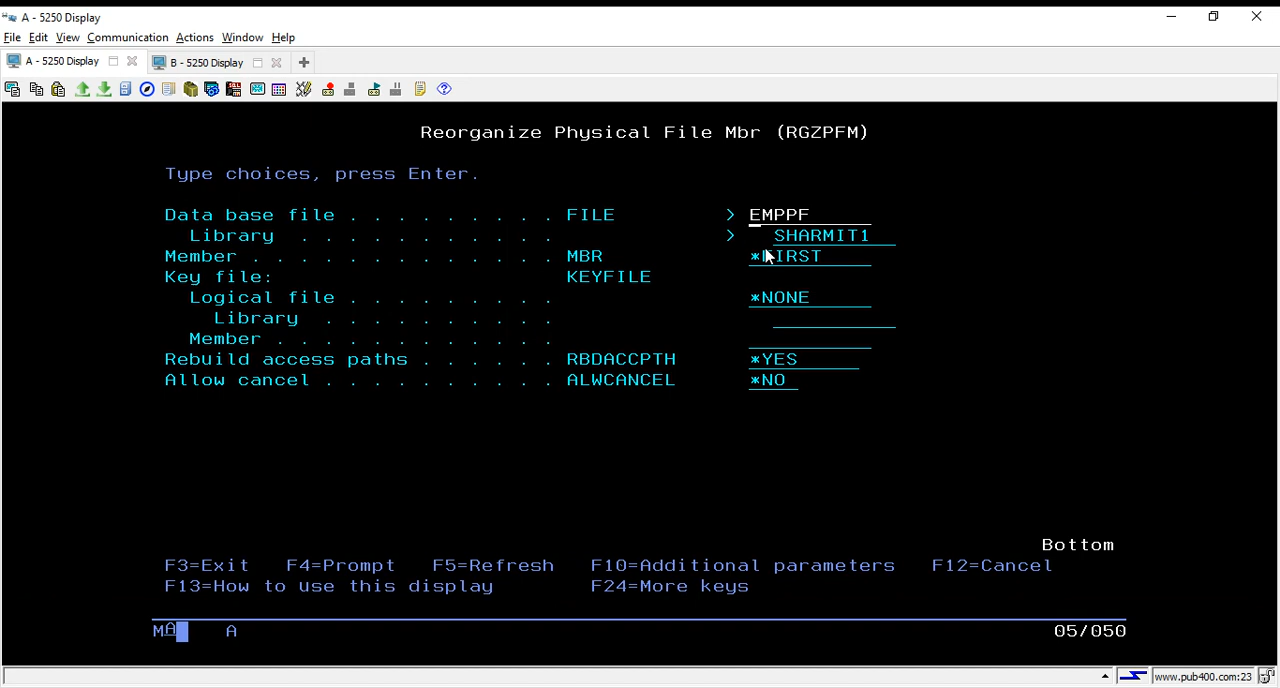 A - 5250 Display
File Edit View Communication Actions Window Help
A - 5250 Display B - 5250 Display
Reorganize Physical File Mbr (RGZPFM)
Type choices, press Enter.
Data base file . . . . . . . . . FILE > EMPPF
Library . . . . . . . . . . . > SHARMIT1
Member . . . . . . . . . . . . . MBR *FIRST
Key file: KEYFILE
Logical file . . . . . . . . . *NONE
Library . . . . . . . . . .
Member . . . . . . . . . . . .
Rebuild access paths . . . . . . RBDACCPTH *YES
Allow cancel . . . . . . . . . . ALWCANCEL *NO
Bottom
F3=Exit F4=Prompt F5=Refresh F10=Additional parameters F12=Cancel
F13=How to use this display F24=More keys
MA A 05/050
www.pub400.com:23